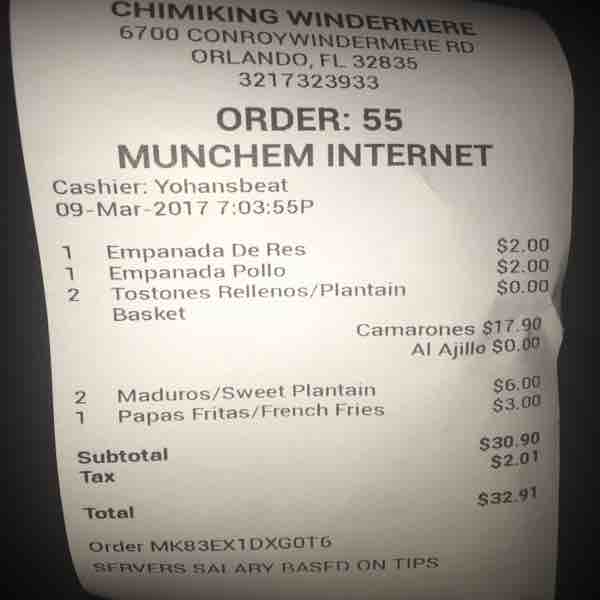 CHIMIKING WINDERMERE
6700 CONROYWINDERMERE RD
ORLANDO, FL 32835
3217323933
ORDER: 55
MUNCHEM INTERNET
Cashier: Yohansbeat
09-Mar-2017 7:03:55P
1 Empanada De Res $2.00
1 Empanada Pollo $2.00
2 Tostones Rellenos/Plantain $0.00
Basket
Camarones $17.90
Al Ajillo $0.00
2 Maduros/Sweet Plantain $6.00
1 Papas Fritas/French Fries $3.00
Subtotal $30.90
Tax $2.01
Total $32.91
Order MK83EX1DXG0T6
SERVERS SALARY BASED ON TIPS